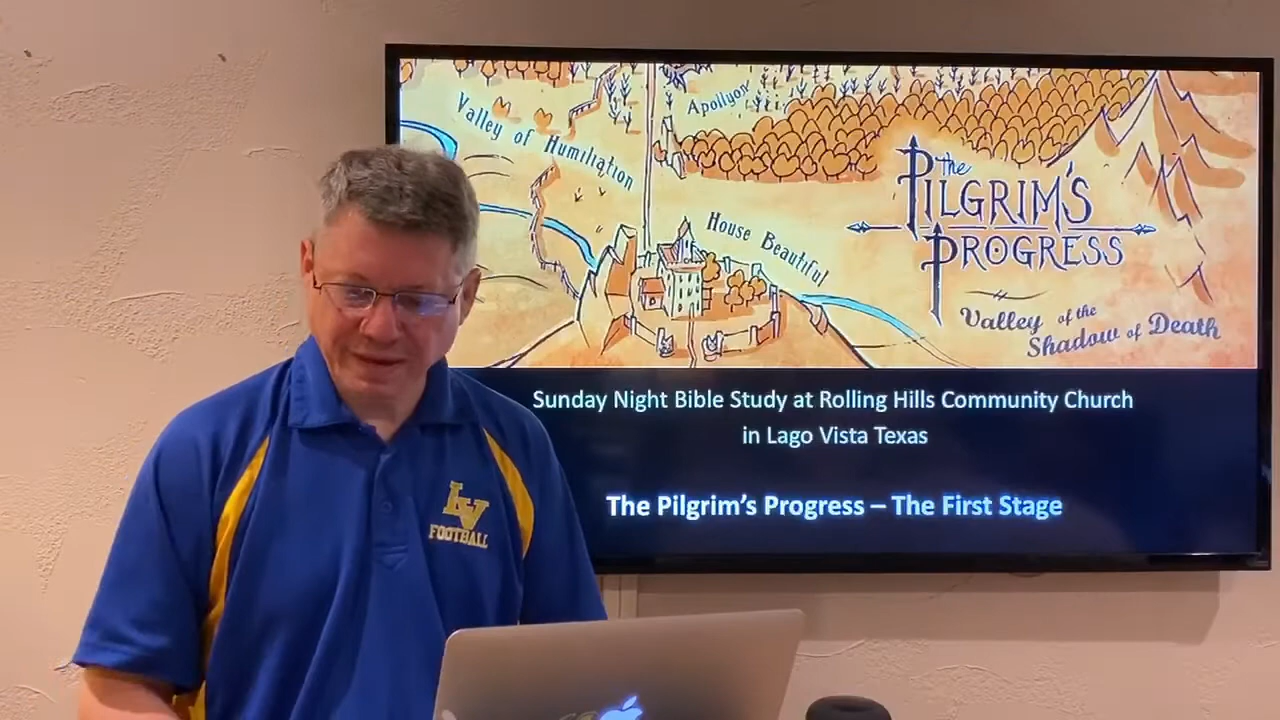 Apollyon
Valley of Humiliation
House Beautiful
The
PILGRIM'S
PROGRESS
Valley of the
Shadow of Death
Sunday Night Bible Study at Rolling Hills Community Church
in Lago Vista Texas
The Pilgrim's Progress – The First Stage
LV
FOOTBALL